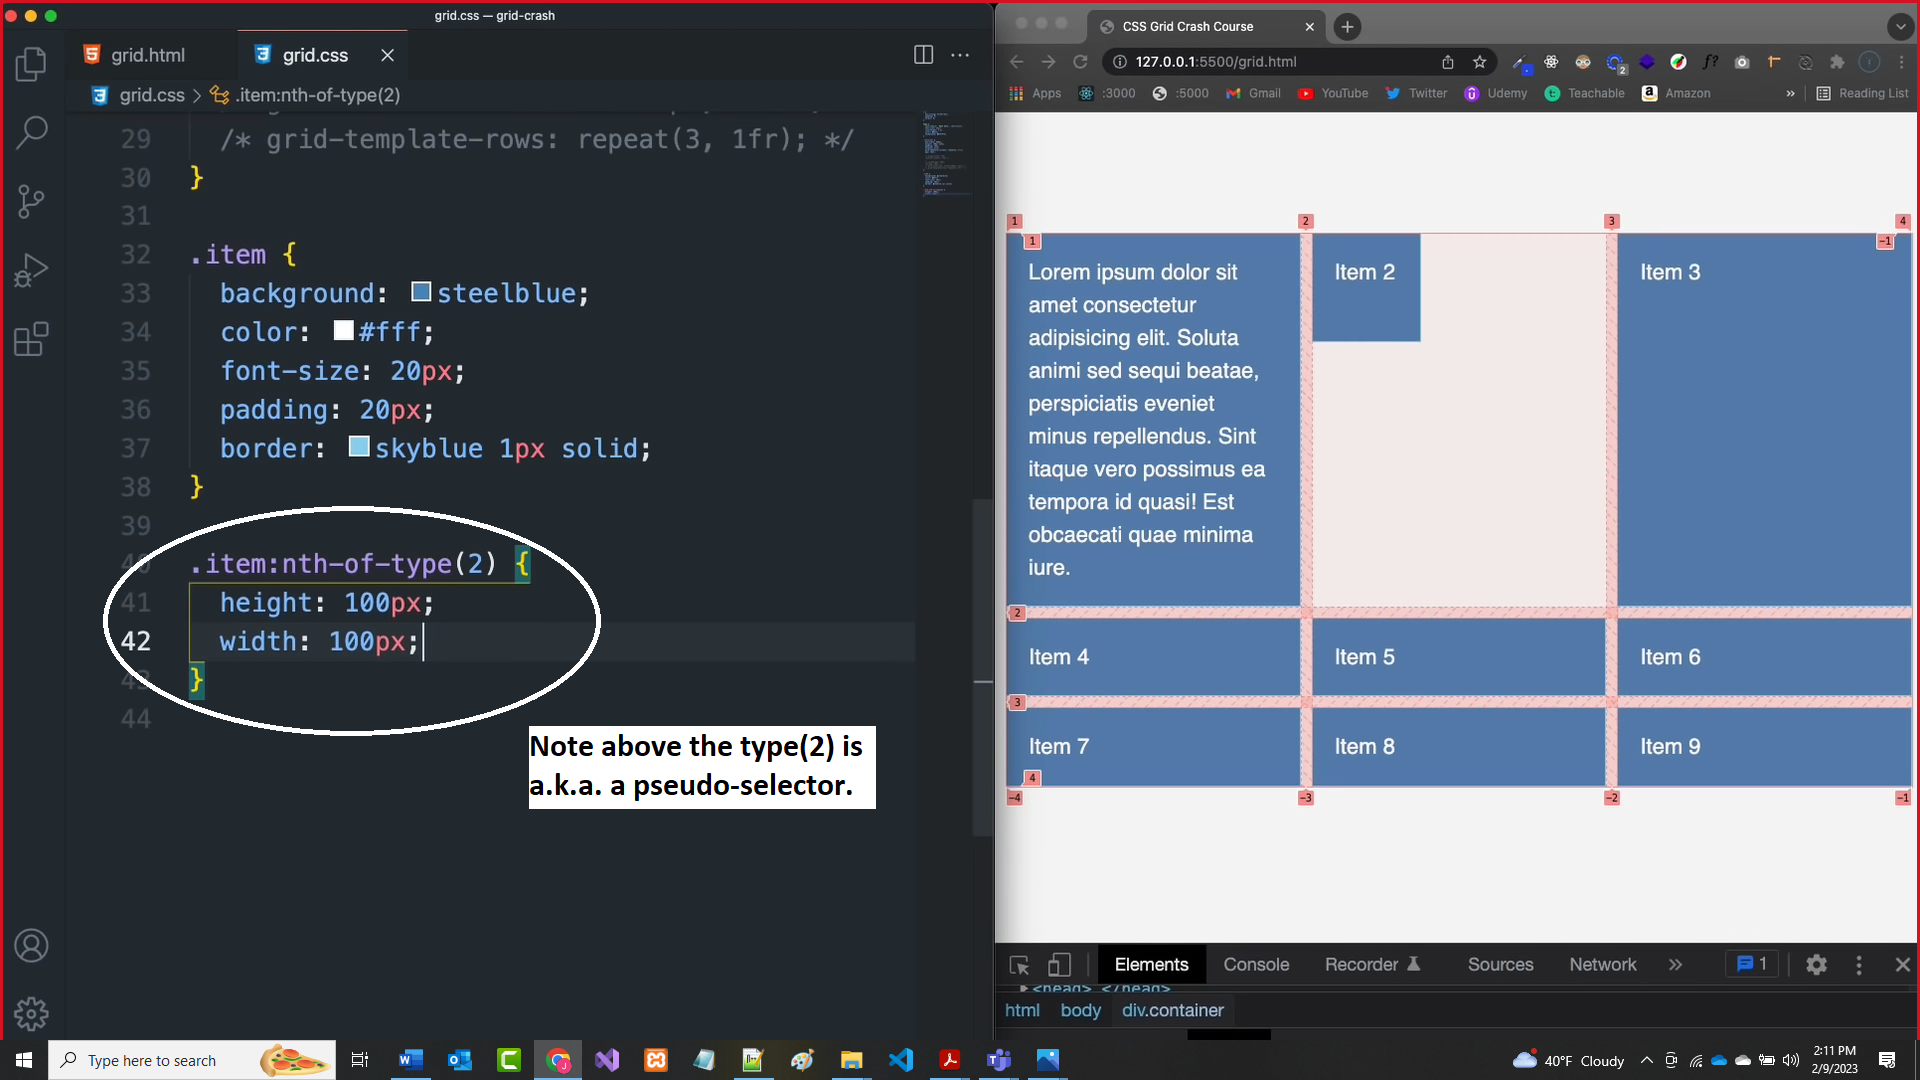 grid.css — grid-crash
grid.html
grid.css
grid.css > .item:nth-of-type(2)
29 /* grid-template-rows: repeat(3, 1fr); */
30 }
31
32 .item {
33 background: steelblue;
34 color: #fff;
35 font-size: 20px;
36 padding: 20px;
37 border: skyblue 1px solid;
38 }
39
40 .item:nth-of-type(2) {
41 height: 100px;
42 width: 100px;
43 }
44
Note above the type(2) is
a.k.a. a pseudo-selector.
CSS Grid Crash Course
127.0.0.1:5500/grid.html
f?
2
Apps :3000 :5000 Gmail YouTube Twitter Udemy Teachable Amazon » Reading List
1 2 3 4
1 -1
Lorem ipsum dolor sit
amet consectetur
adipisicing elit. Soluta
animi sed sequi beatae,
perspiciatis eveniet
minus repellendus. Sint
itaque vero possimus ea
tempora id quasi! Est
obcaecati quae minima
iure.
Item 2
Item 3
2
Item 4 Item 5 Item 6
3
Item 7 Item 8 Item 9
4
-4 -3 -2 -1
Elements Console Recorder Sources Network » 1
<head> </head>
html body div.container
Type here to search
40°F Cloudy
2:11 PM
2/9/2023